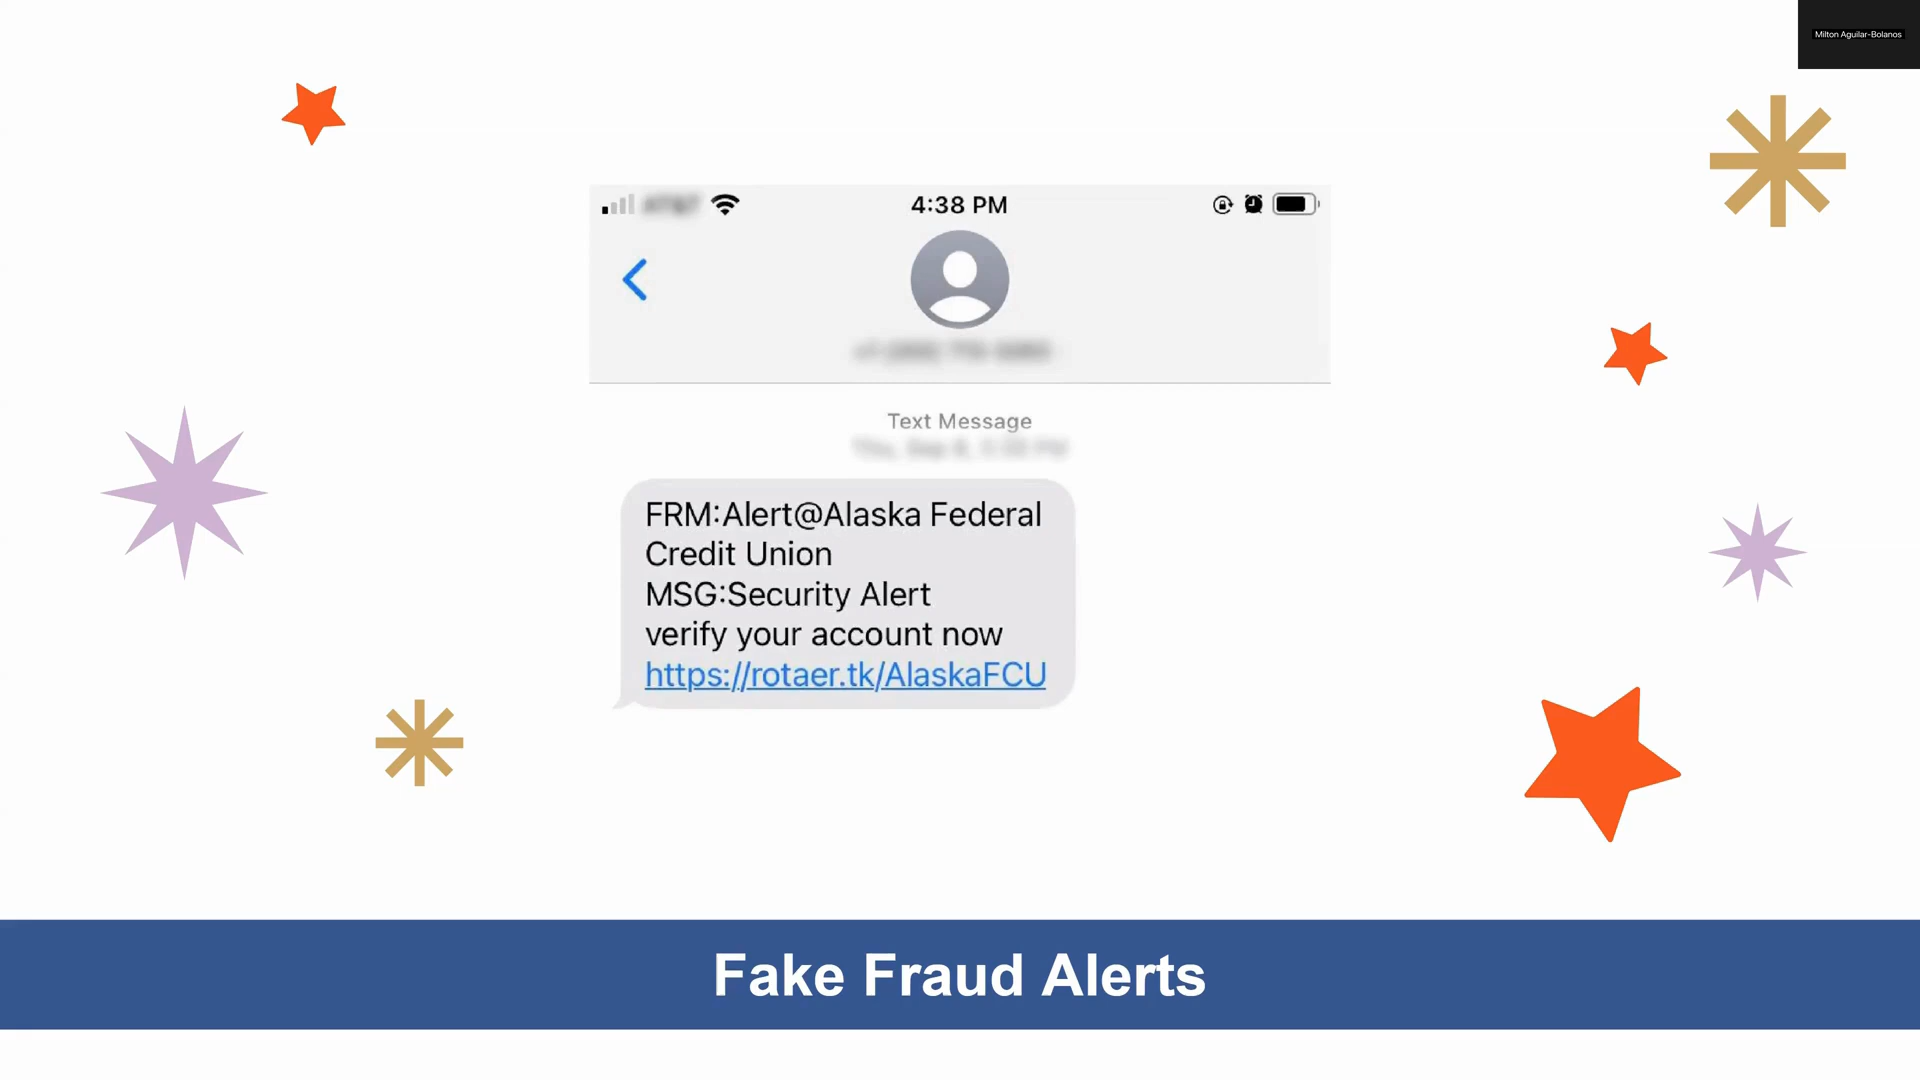 Milton Aguilar-Bolanos
4:38 PM
Text Message
FRM:Alert@Alaska Federal
Credit Union
MSG:Security Alert
verify your account now
https://rotaer.tk/AlaskaFCU
Fake Fraud Alerts